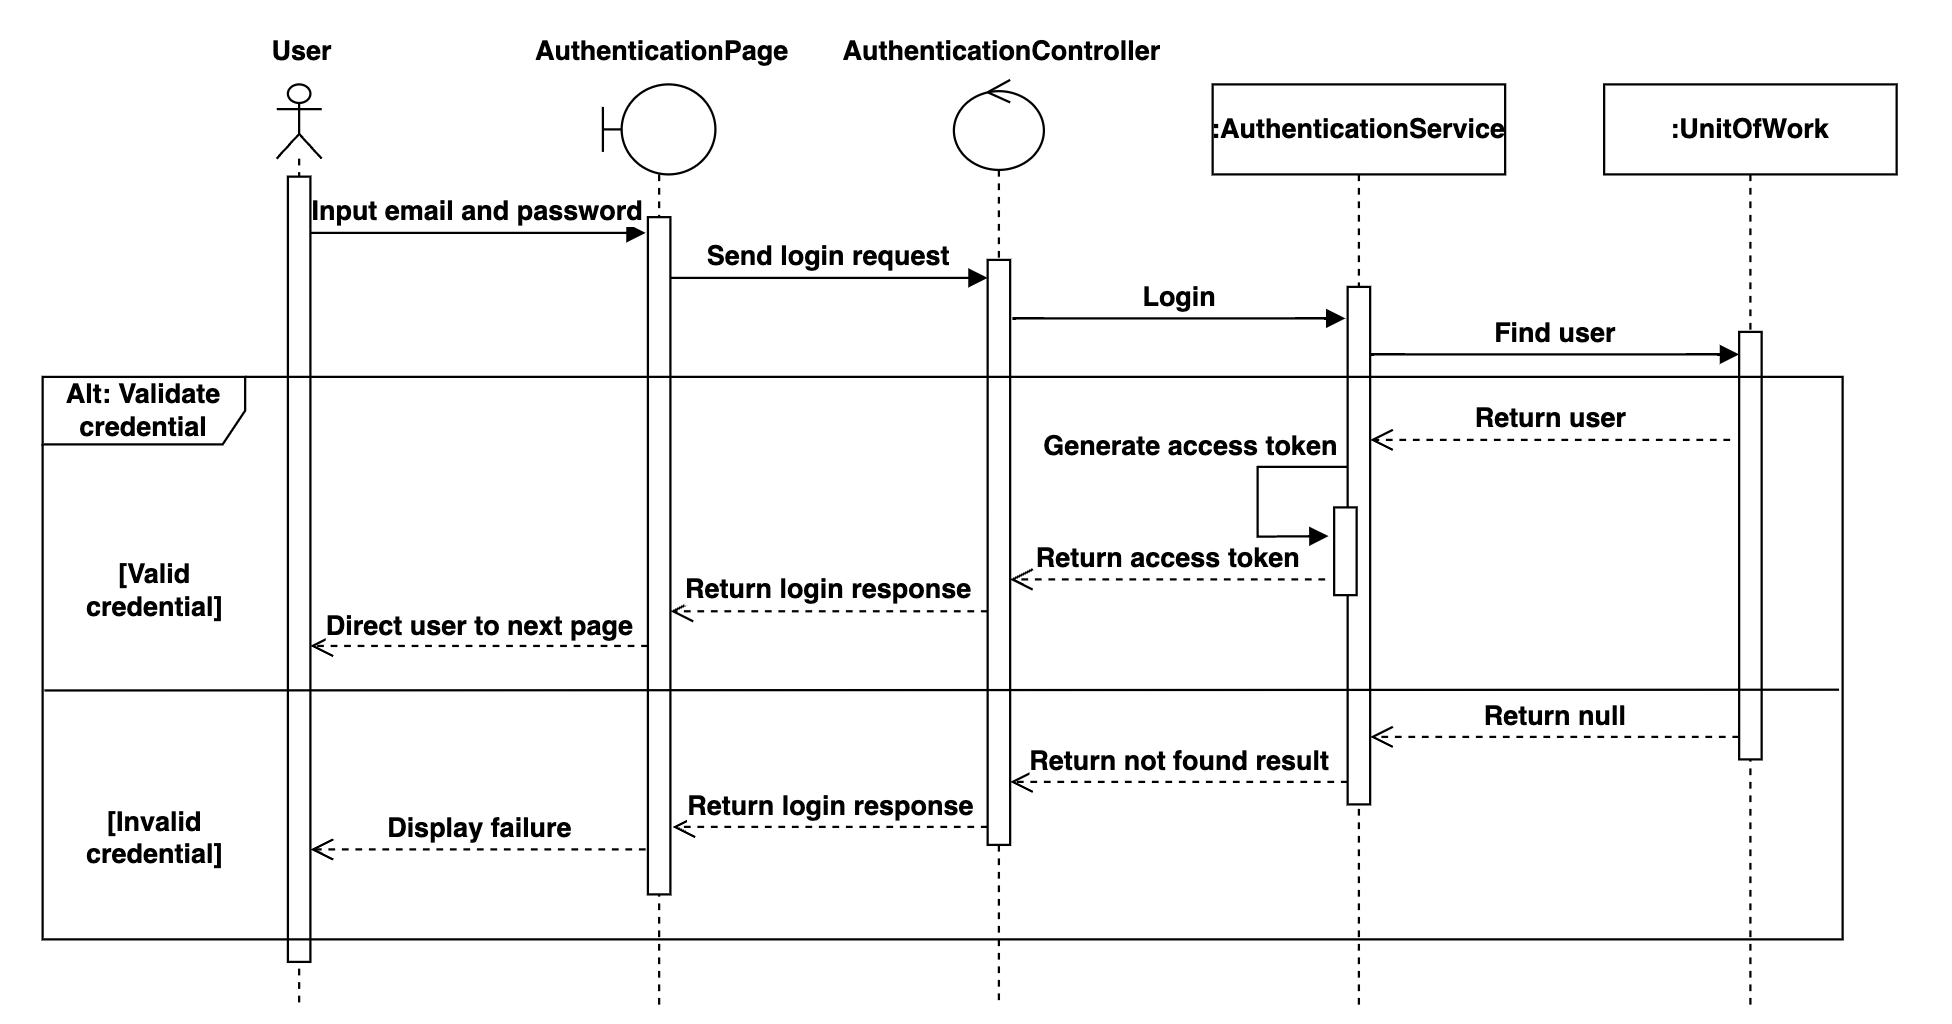 User
AuthenticationPage
AuthenticationController
:AuthenticationService
:UnitOfWork
Input email and password
Send login request
Login
Find user
Alt: Validate
credential
Return user
Generate access token
[Valid
credential]
Return access token
Return login response
Direct user to next page
Return null
Return not found result
[Invalid
credential]
Return login response
Display failure